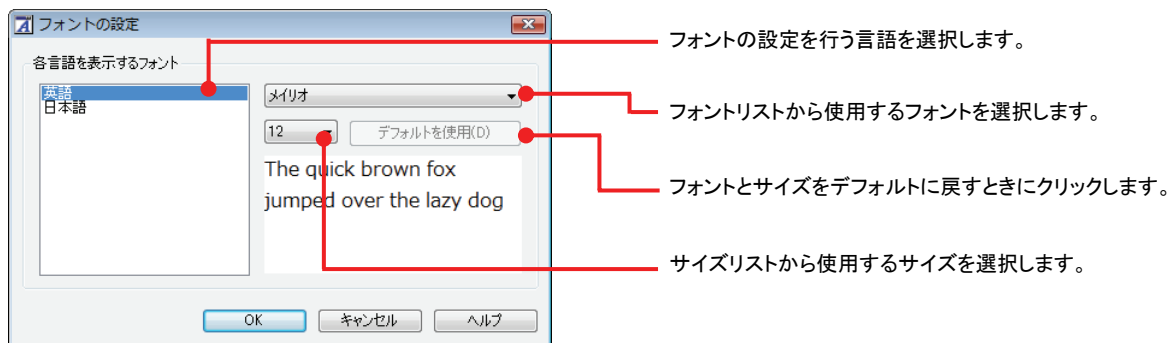 フォントの設定
フォントの設定を行う言語を選択します。
各言語を表示するフォント
英語
日本語
メイリオ
フォントリストから使用するフォントを選択します。
12
デフォルトを使用(D)
The quick brown fox
jumped over the lazy dog
フォントとサイズをデフォルトに戻すときにクリックします。
サイズリストから使用するサイズを選択します。
OK
キャンセル
ヘルプ